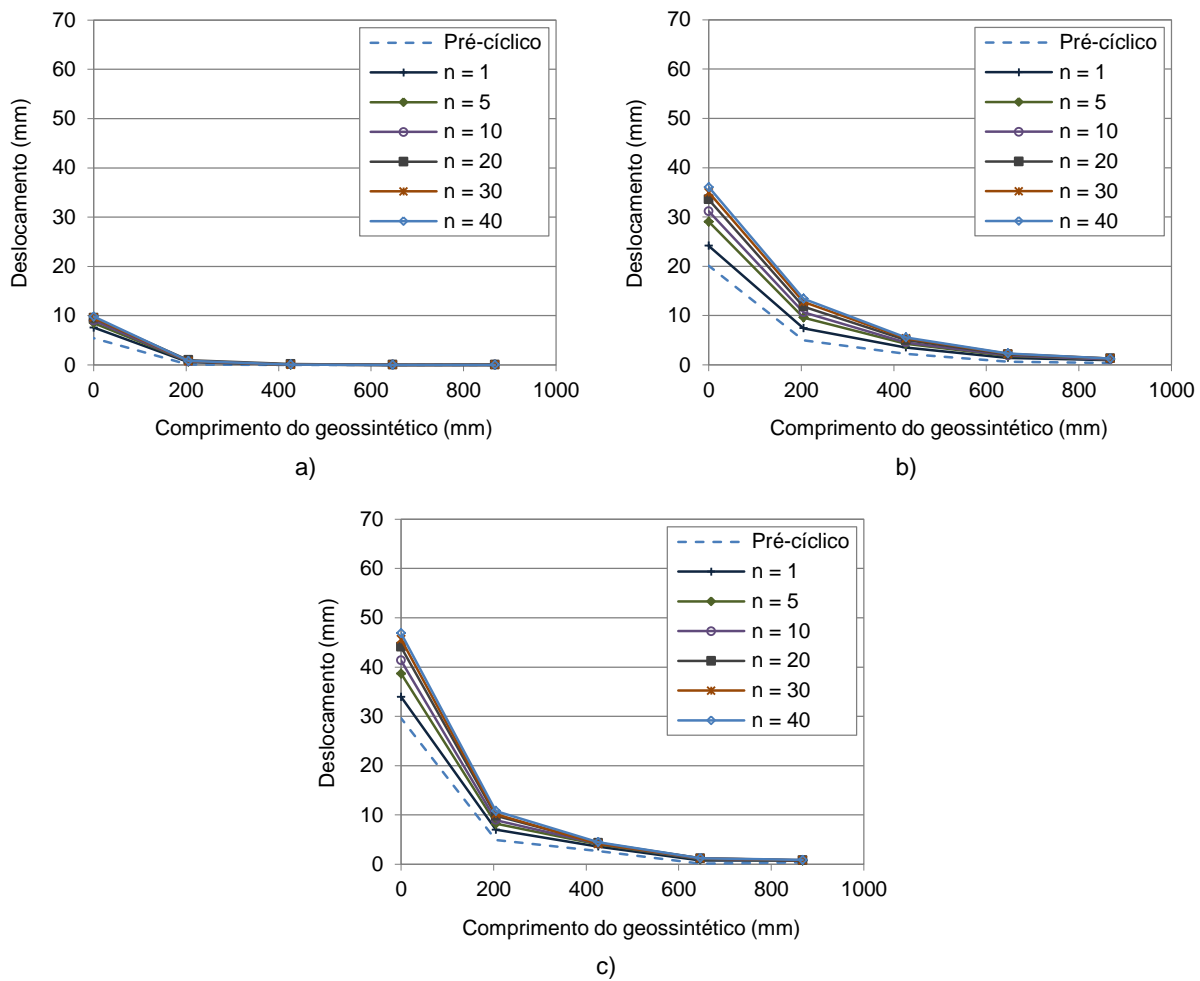 70
60
50
40
30
20
10
0
Deslocamento (mm)
0 200 400 600 800 1000
Comprimento do geossintético (mm)
Pré-cíclico
n = 1
n = 5
n = 10
n = 20
n = 30
n = 40
a)
70
60
50
40
30
20
10
0
Deslocamento (mm)
0 200 400 600 800 1000
Comprimento do geossintético (mm)
Pré-cíclico
n = 1
n = 5
n = 10
n = 20
n = 30
n = 40
b)
70
60
50
40
30
20
10
0
Deslocamento (mm)
0 200 400 600 800 1000
Comprimento do geossintético (mm)
Pré-cíclico
n = 1
n = 5
n = 10
n = 20
n = 30
n = 40
c)